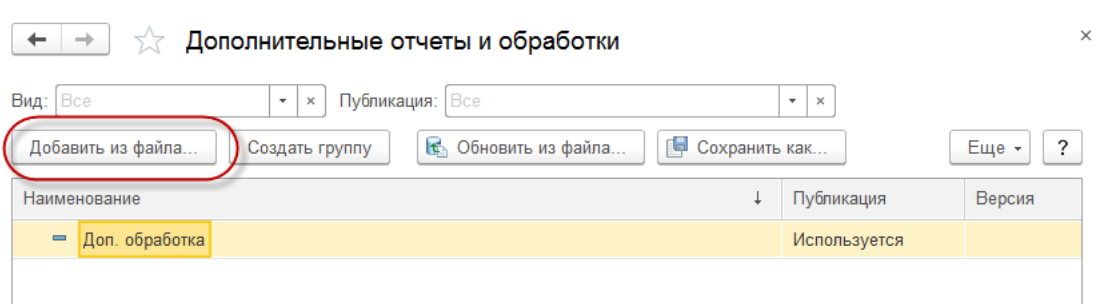 Дополнительные отчеты и обработки
Вид: Все Публикация: Все
Добавить из файла... Создать группу Обновить из файла... Сохранить как... Еще ?
Наименование Публикация Версия
Доп. обработка Используется